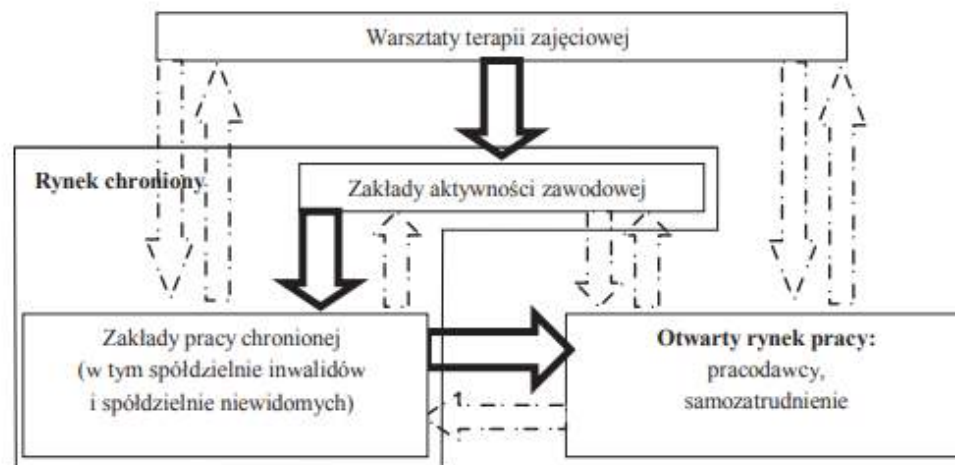 Warsztaty terapii zajęciowej
Rynek chroniony
Zakłady aktywności zawodowej
Zakłady pracy chronionej
(w tym spółdzielnie inwalidów
i spółdzielnie niewidomych)
Otwarty rynek pracy:
pracodawcy,
samozatrudnienie
1